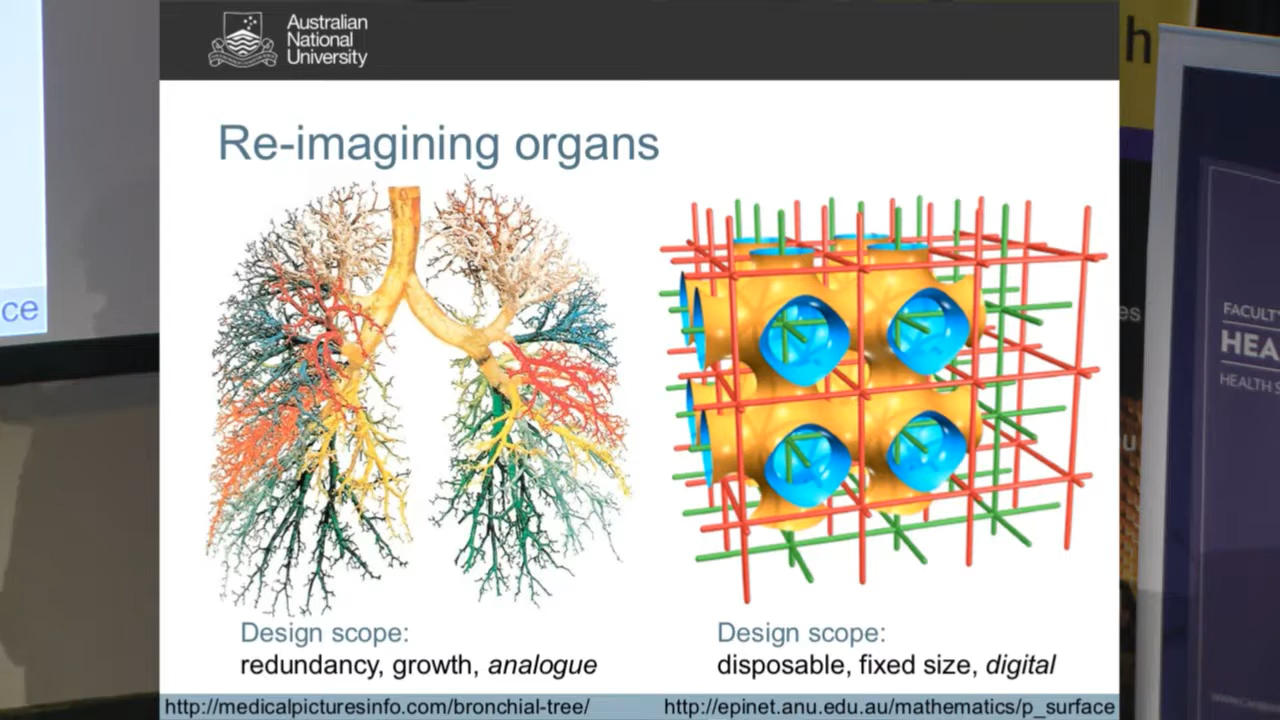 Australian
National
University
Re-imagining organs
Design scope:
redundancy, growth, analogue
Design scope:
disposable, fixed size, digital
http://medicalpicturesinfo.com/bronchial-tree/
http://epinet.anu.edu.au/mathematics/p_surface
ce
h
es
u
FACULTY
HEA
HEALTH S